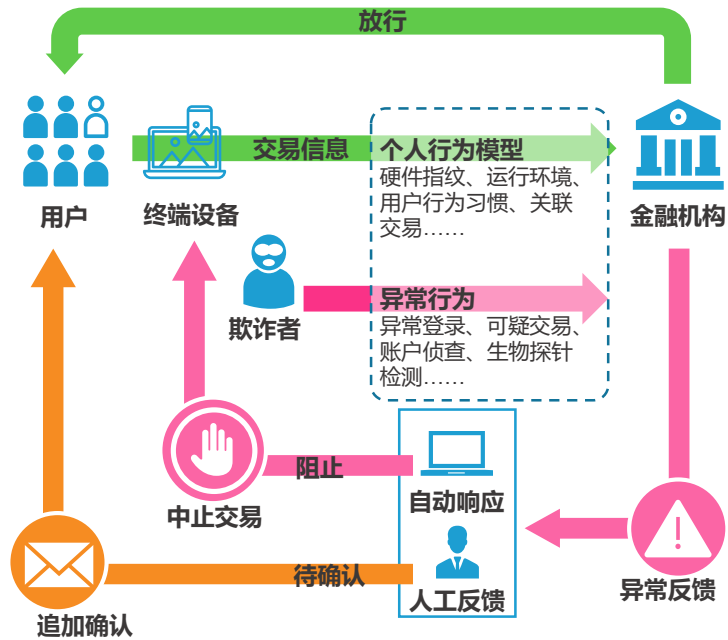 放行
交易信息
个人行为模型
硬件指纹、运行环境、
用户行为习惯、关联
交易……
用户
终端设备
金融机构
欺诈者
异常行为
异常登录、可疑交易、
账户侦查、生物探针
检测……
阻止
中止交易
自动响应
待确认
人工反馈
异常反馈
追加确认